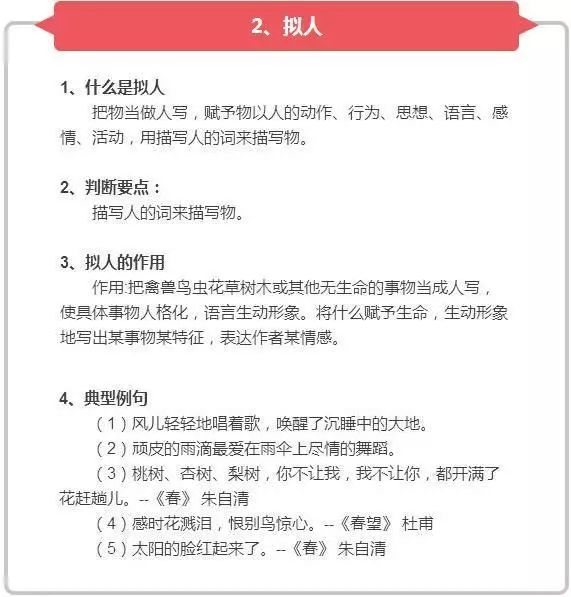 2、拟人
1、什么是拟人
把物当做人写，赋予物以人的动作、行为、思想、语言、感
情、活动，用描写人的词来描写物。
2、判断要点：
描写人的词来描写物。
3、拟人的作用
作用:把禽兽鸟虫花草树木或其他无生命的事物当成人写，
使具体事物人格化，语言生动形象。将什么赋予生命，生动形象
地写出某事物某特征，表达作者某情感。
4、典型例句
（1）风儿轻轻地唱着歌，唤醒了沉睡中的大地。
（2）顽皮的雨滴最爱在雨伞上尽情的舞蹈。
（3）桃树、杏树、梨树，你不让我，我不让你，都开满了
花赶趟儿。--《春》 朱自清
（4）感时花溅泪，恨别鸟惊心。--《春望》 杜甫
（5）太阳的脸红起来了。--《春》 朱自清